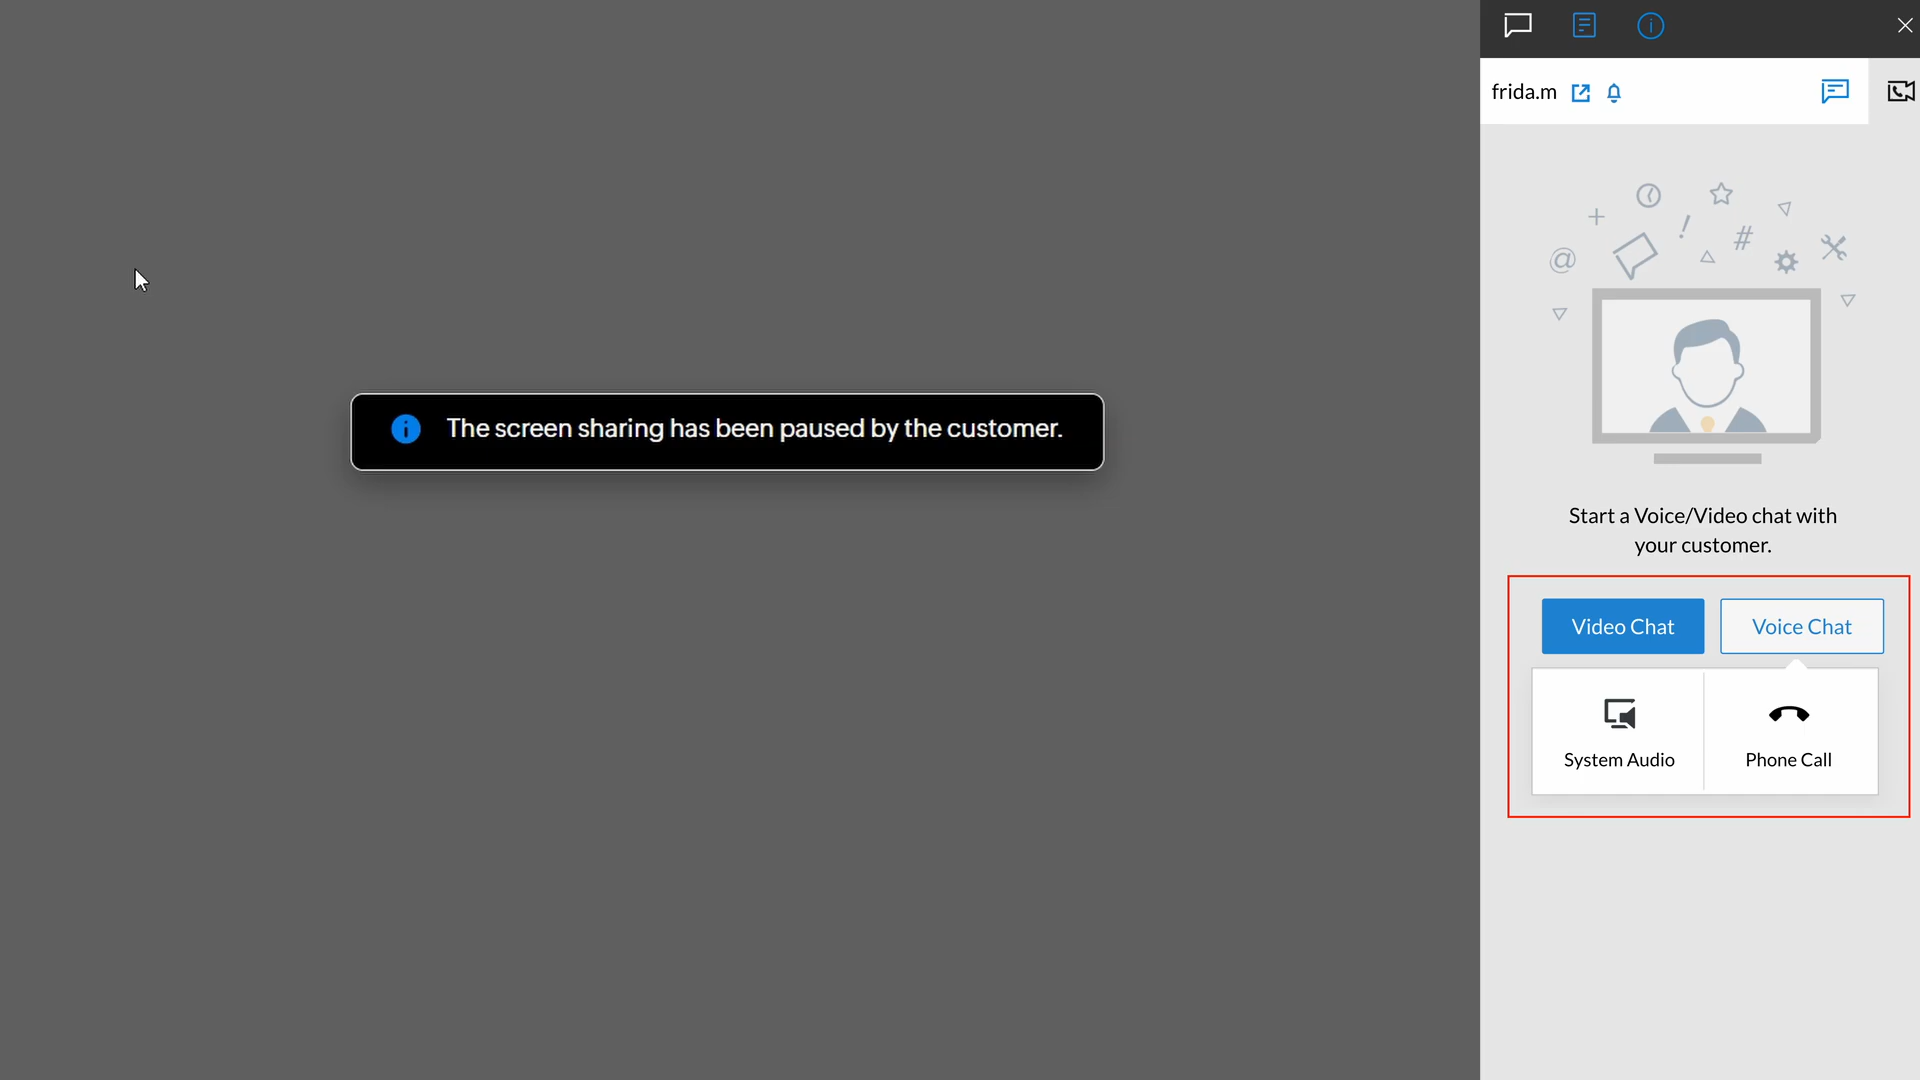 frida.m
The screen sharing has been paused by the customer.
Start a Voice/Video chat with
your customer.
Video Chat
Voice Chat
System Audio
Phone Call